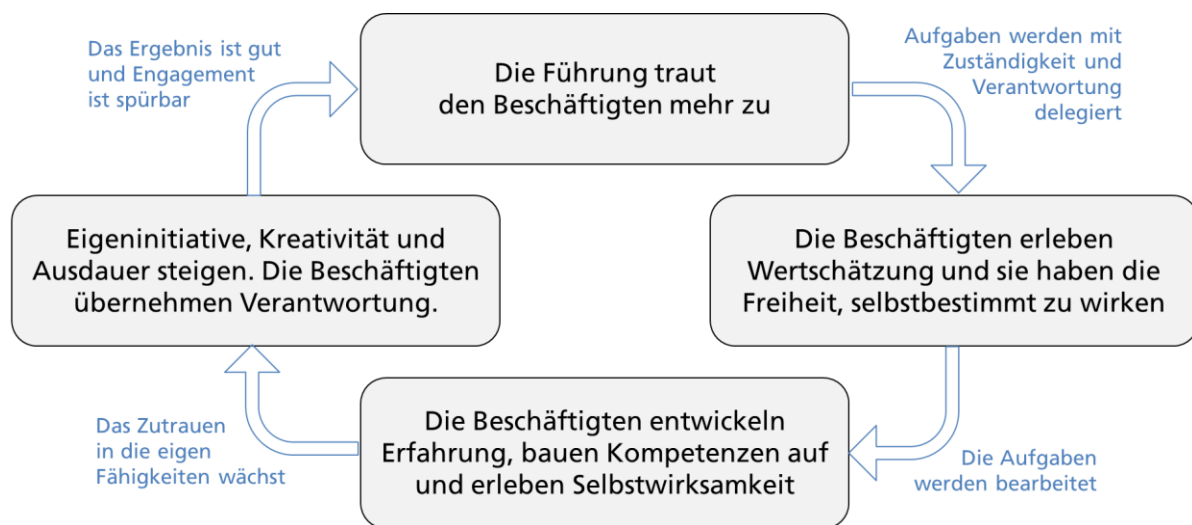 Das Ergebnis ist gut
und Engagement
ist spürbar
Die Führung traut
den Beschäftigten mehr zu
Aufgaben werden mit
Zuständigkeit und
Verantwortung
delegiert
Eigeninitiative, Kreativität und
Ausdauer steigen. Die Beschäftigten
übernehmen Verantwortung.
Die Beschäftigten erleben
Wertschätzung und sie haben die
Freiheit, selbstbestimmt zu wirken
Das Zutrauen
in die eigen
Fähigkeiten wächst
Die Beschäftigten entwickeln
Erfahrung, bauen Kompetenzen auf
und erleben Selbstwirksamkeit
Die Aufgaben
werden bearbeitet